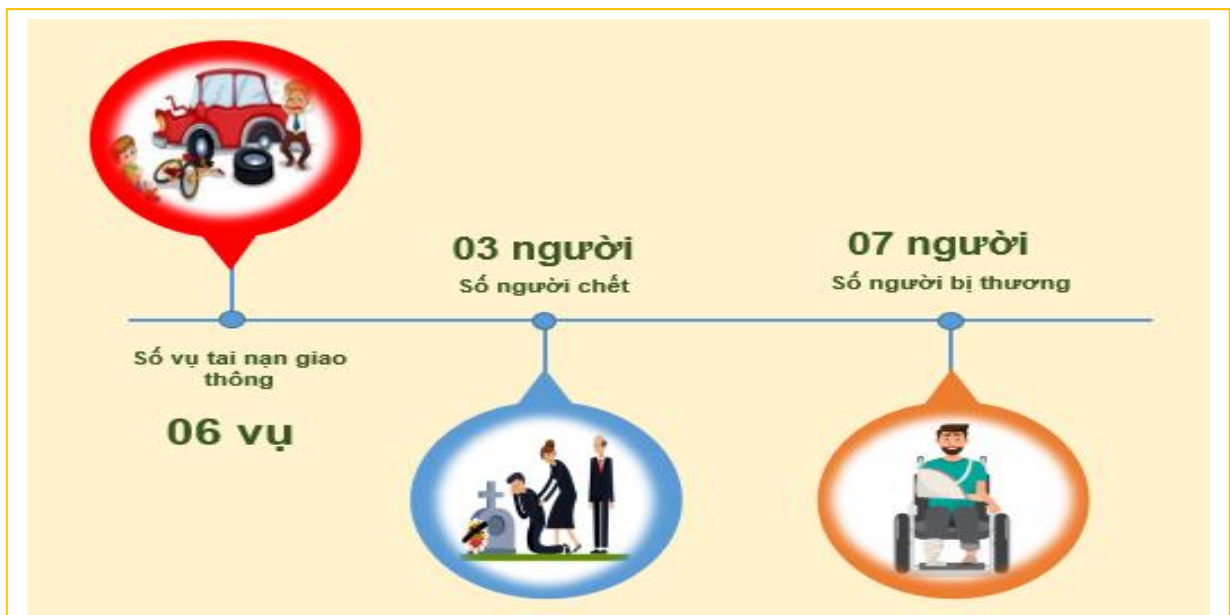 03 người
Số người chết
07 người
Số người bị thương
Số vụ tai nạn giao
thông
06 vụ